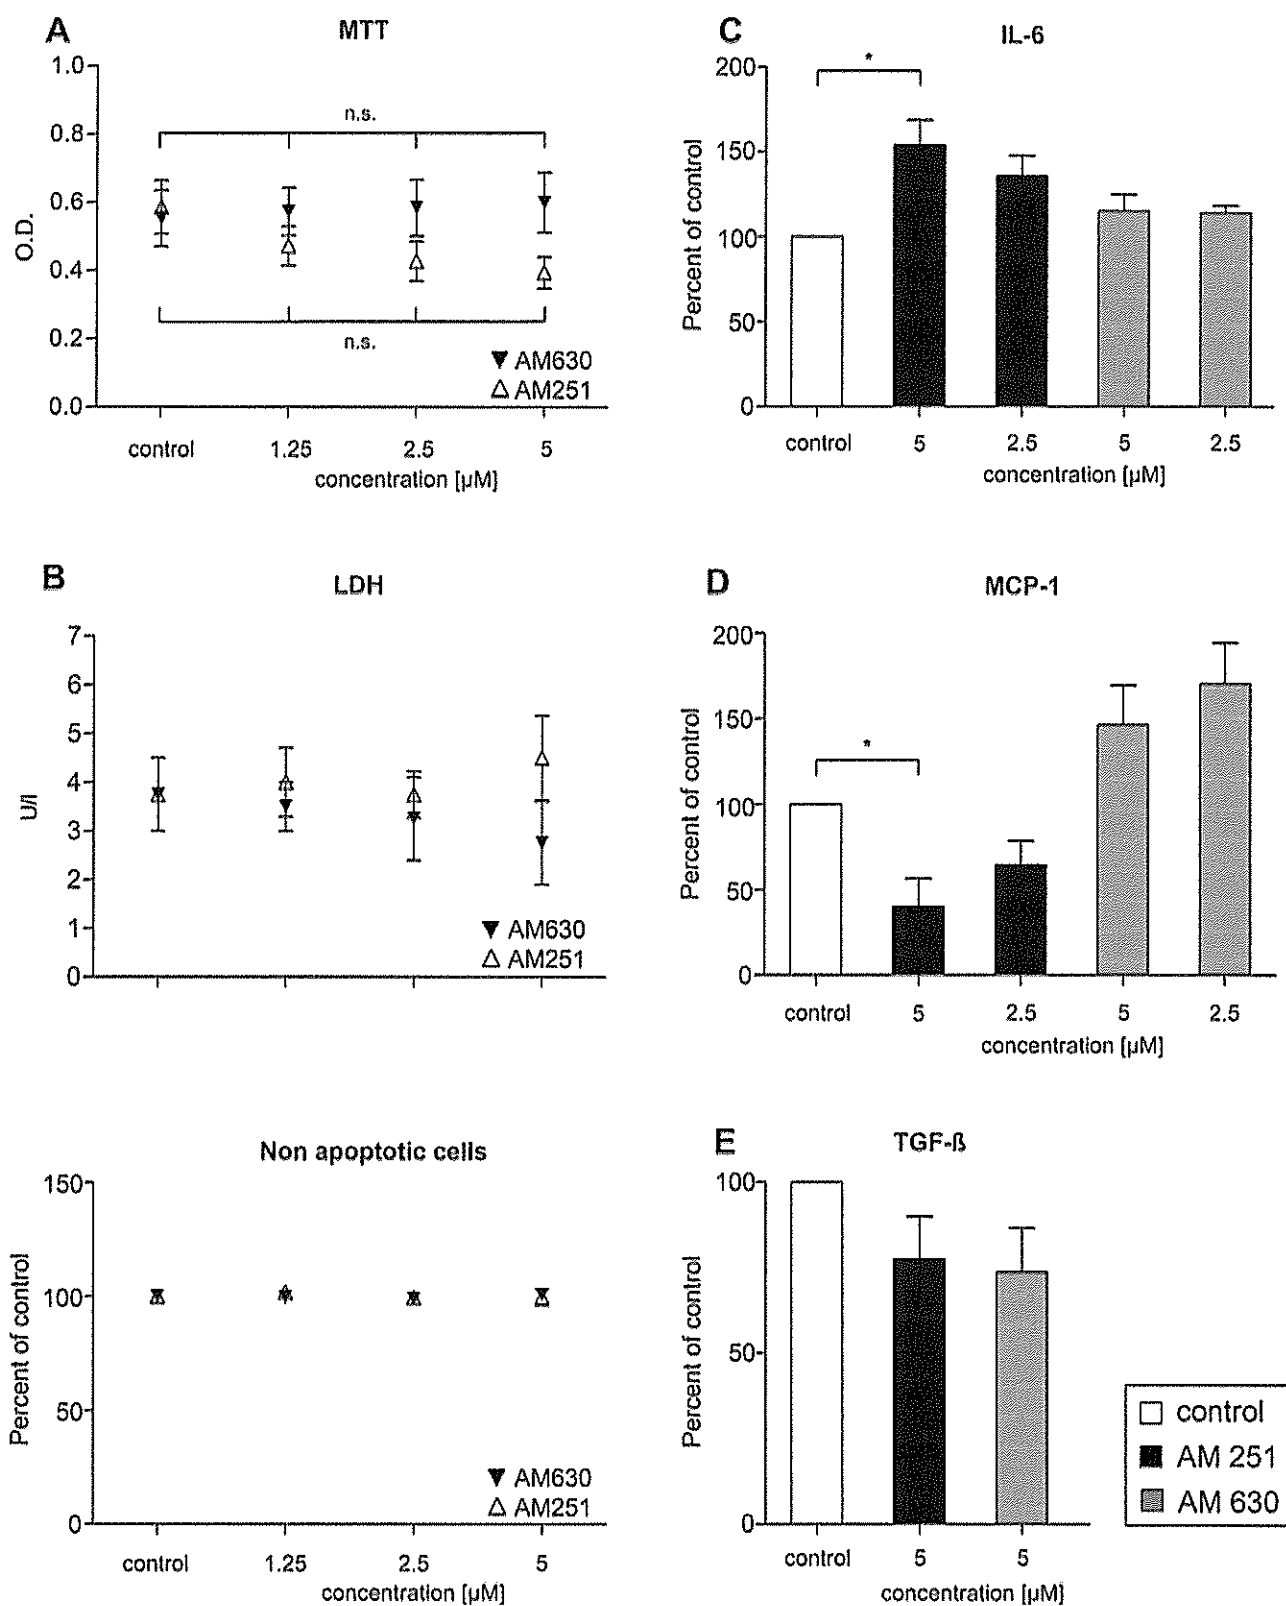 A
MTT
1.0
0.8
0.6
0.4
0.2
0.0
O.D.
n.s.
n.s.
▼ AM630
△ AM251
control 1.25 2.5 5
concentration [µM]
B
LDH
7
6
5
4
3
2
1
0
U/l
▼ AM630
△ AM251
Non apoptotic cells
150
100
50
0
Percent of control
▼ AM630
△ AM251
control 1.25 2.5 5
concentration [µM]
C
IL-6
200
150
100
50
0
Percent of control
*
control 5 2.5 5 2.5
concentration [µM]
D
MCP-1
200
150
100
50
0
Percent of control
*
control 5 2.5 5 2.5
concentration [µM]
E
TGF-ß
100
50
0
Percent of control
control 5 5
concentration [µM]
control
AM 251
AM 630